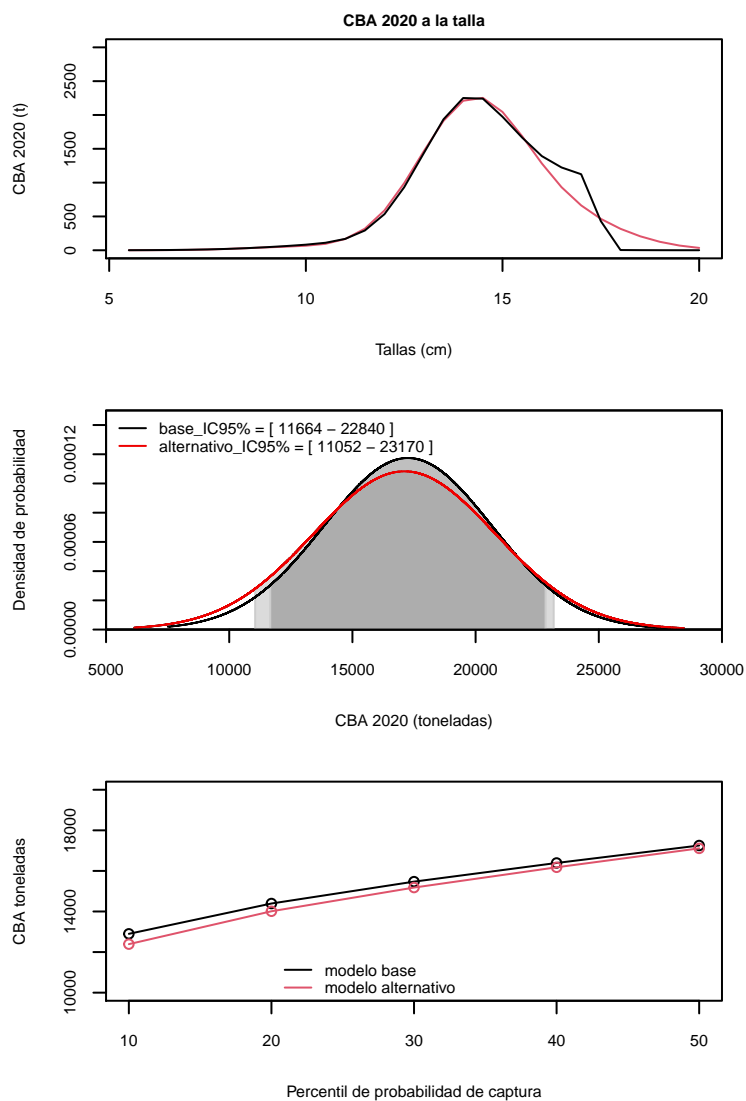 CBA 2020 a la talla
CBA 2020 (t)
0
500
1500
2500
5
10
15
20
Tallas (cm)
base_IC95% = [ 11664 − 22840 ]
alternativo_IC95% = [ 11052 − 23170 ]
Densidad de probabilidad
0.00000
0.00006
0.00012
5000
10000
15000
20000
25000
30000
CBA 2020 (toneladas)
CBA toneladas
10000
14000
18000
modelo base
modelo alternativo
10
20
30
40
50
Percentil de probabilidad de captura